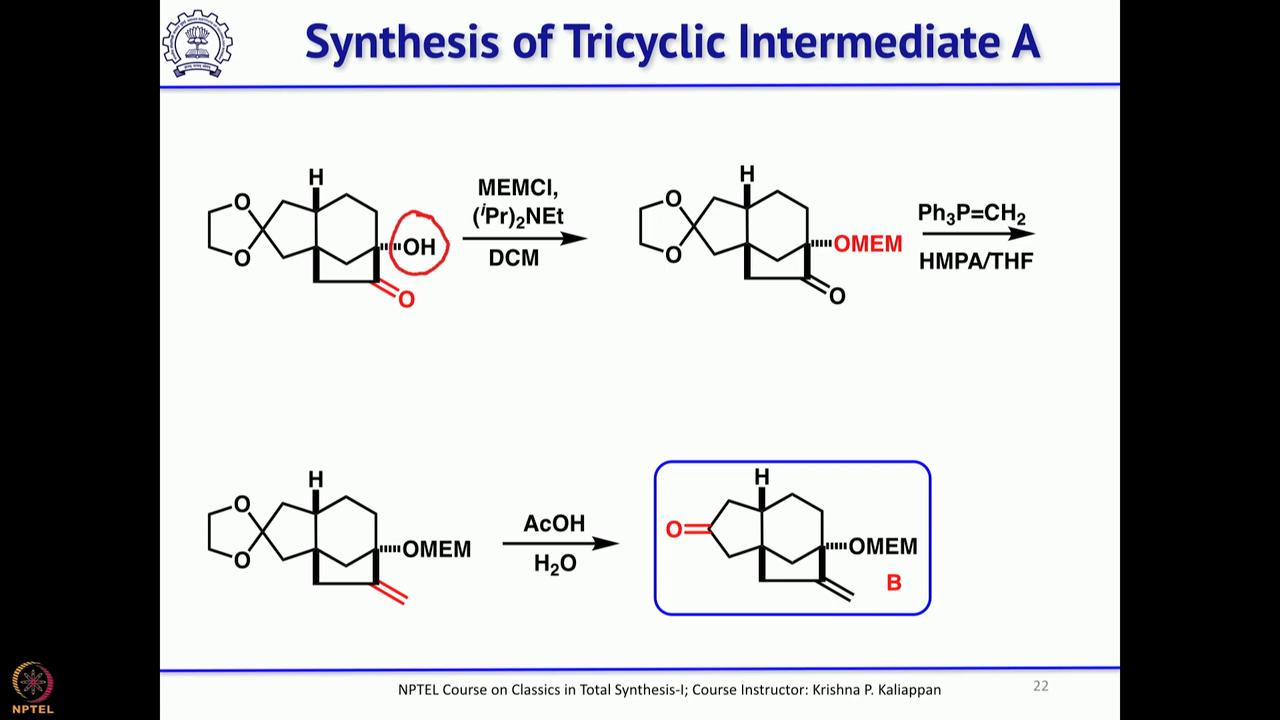 Synthesis of Tricyclic Intermediate A
H
O
O
OH
O
MEMCl,
(iPr)2NEt
DCM
H
O
O
OMEM
O
Ph3P=CH2
HMPA/THF
H
O
O
OMEM
AcOH
H2O
H
O
OMEM
B
NPTEL
NPTEL Course on Classics in Total Synthesis-I; Course Instructor: Krishna P. Kaliappan
22